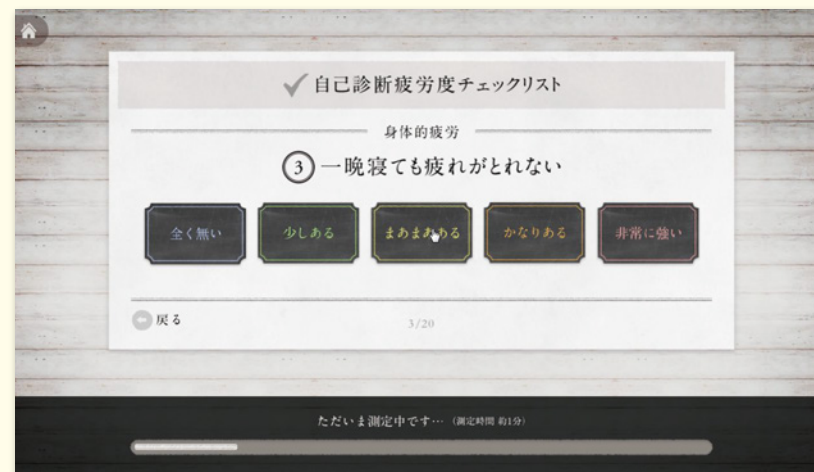 自己診断疲労度チェックリスト
身体的疲労
③ 一晩寝ても疲れがとれない
全く無い 少しある まあまあある かなりある 非常に強い
戻る
3/20
ただいま測定中です… (測定時間 約1分)